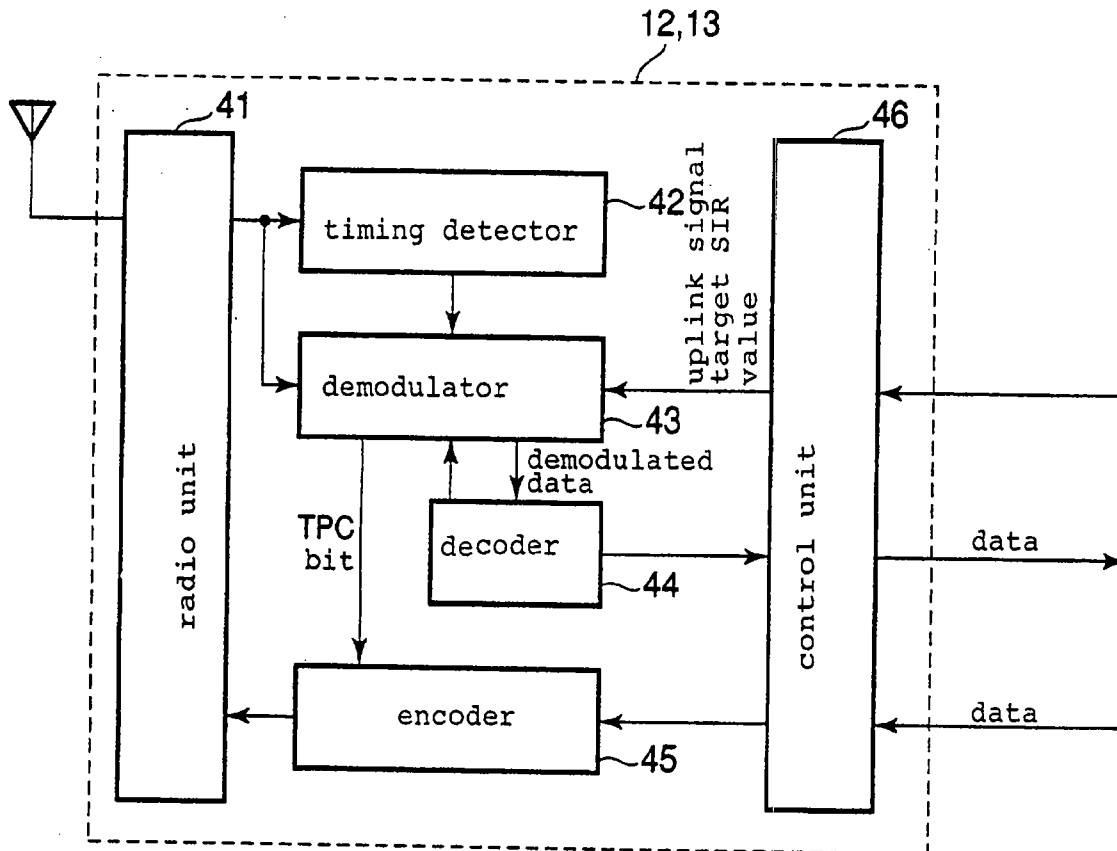 12,13
41
46
42
timing detector
uplink signal
target SIR
value
demodulator
43
demodulated
data
radio unit
TPC
bit
decoder
44
control unit
data
encoder
45
data